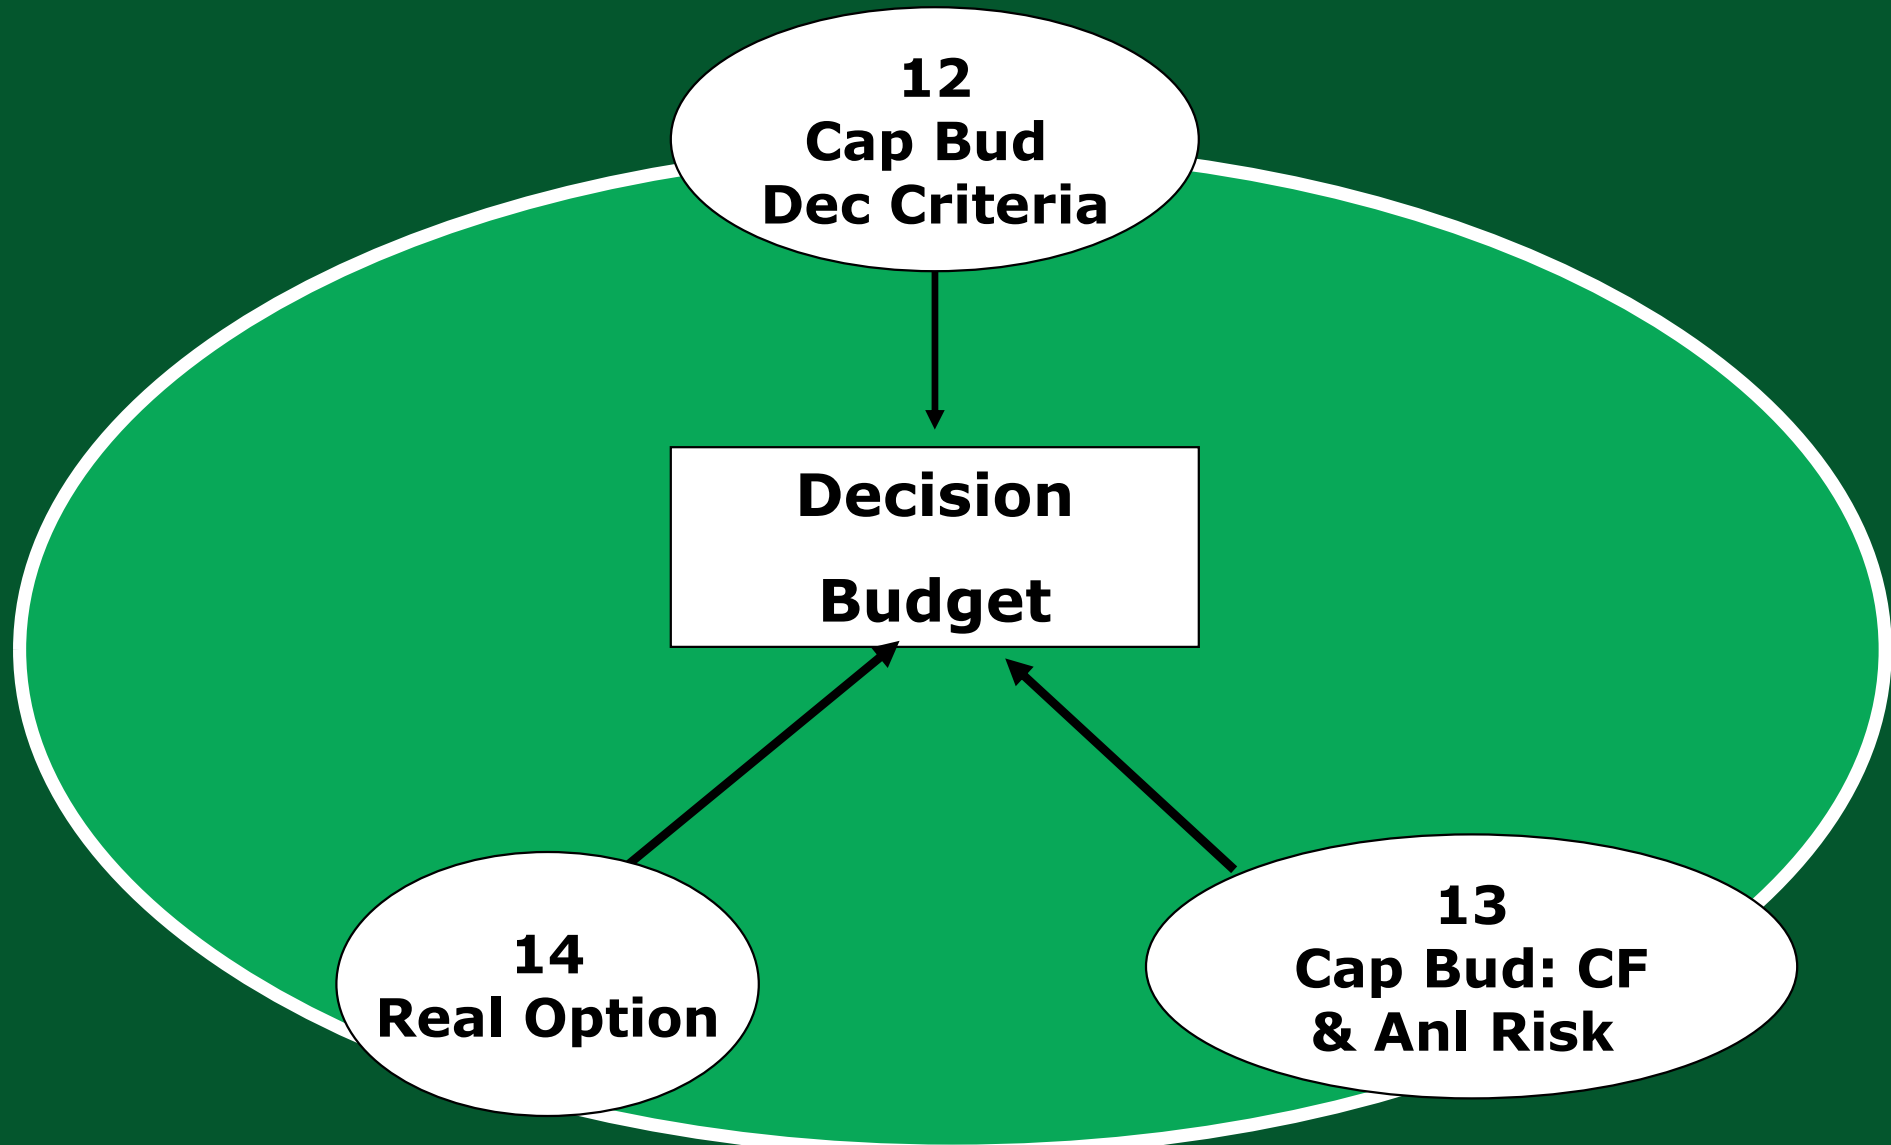 12
Cap Bud
Dec Criteria
Decision
Budget
14
Real Option
13
Cap Bud: CF
& Anl Risk